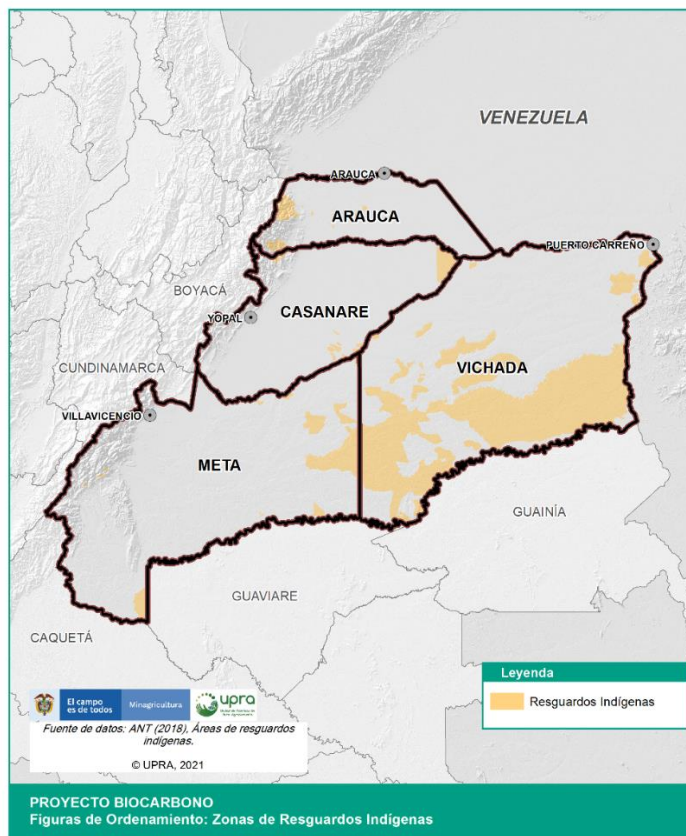 VENEZUELA
ARAUCA
ARAUCA
PUERTO CARREÑO
BOYACÁ
CASANARE
YOPAL
CUNDINAMARCA
VICHADA
VILLAVICENCIO
META
GUAINÍA
GUAVIARE
CAQUETÁ
Leyenda
Resguardos Indígenas
El campo
es de todos
Minagricultura
upra
Fuente de datos: ANT (2018), Áreas de resguardos
indígenas.
© UPRA, 2021
PROYECTO BIOCARBONO
Figuras de Ordenamiento: Zonas de Resguardos Indígenas